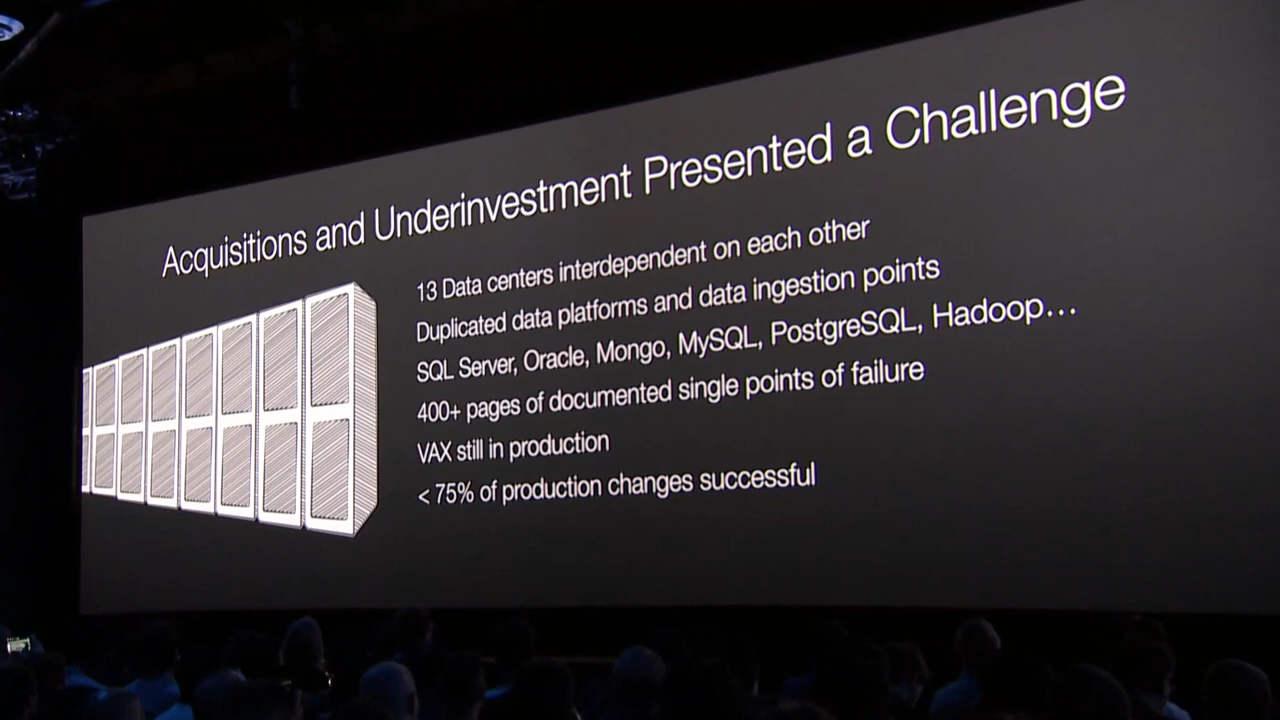 Acquisitions and Underinvestment Presented a Challenge
13 Data centers interdependent on each other
Duplicated data platforms and data ingestion points
SQL Server, Oracle, Mongo, MySQL, PostgreSQL, Hadoop…
400+ pages of documented single points of failure
VAX still in production
< 75% of production changes successful